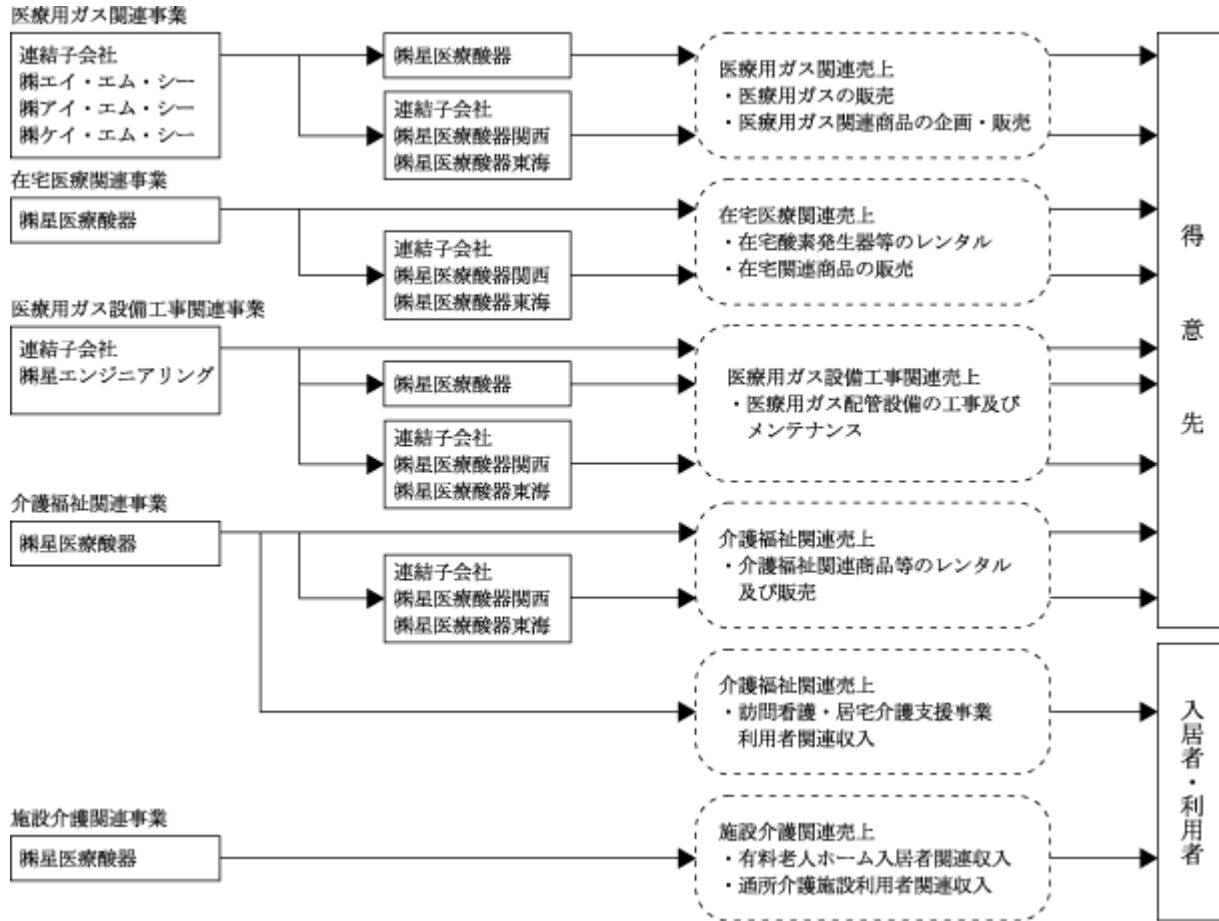 医療用ガス関連事業
連結子会社
㈱エイ・エム・シー
㈱アイ・エム・シー
㈱ケイ・エム・シー
㈱星医療酸器
連結子会社
㈱星医療酸器関西
㈱星医療酸器東海
医療用ガス関連売上
・医療用ガスの販売
・医療用ガス関連商品の企画・販売
在宅医療関連事業
㈱星医療酸器
連結子会社
㈱星医療酸器関西
㈱星医療酸器東海
在宅医療関連売上
・在宅酸素発生器等のレンタル
・在宅関連商品の販売
医療用ガス設備工事関連事業
連結子会社
㈱星エンジニアリング
㈱星医療酸器
連結子会社
㈱星医療酸器関西
㈱星医療酸器東海
医療用ガス設備工事関連売上
・医療用ガス配管設備の工事及び
メンテナンス
介護福祉関連事業
㈱星医療酸器
連結子会社
㈱星医療酸器関西
㈱星医療酸器東海
介護福祉関連売上
・介護福祉関連商品等のレンタル
及び販売
得意先
介護福祉関連売上
・訪問看護・居宅介護支援事業
利用者関連収入
施設介護関連事業
㈱星医療酸器
施設介護関連売上
・有料老人ホーム入居者関連収入
・通所介護施設利用者関連収入
入居者・利用者